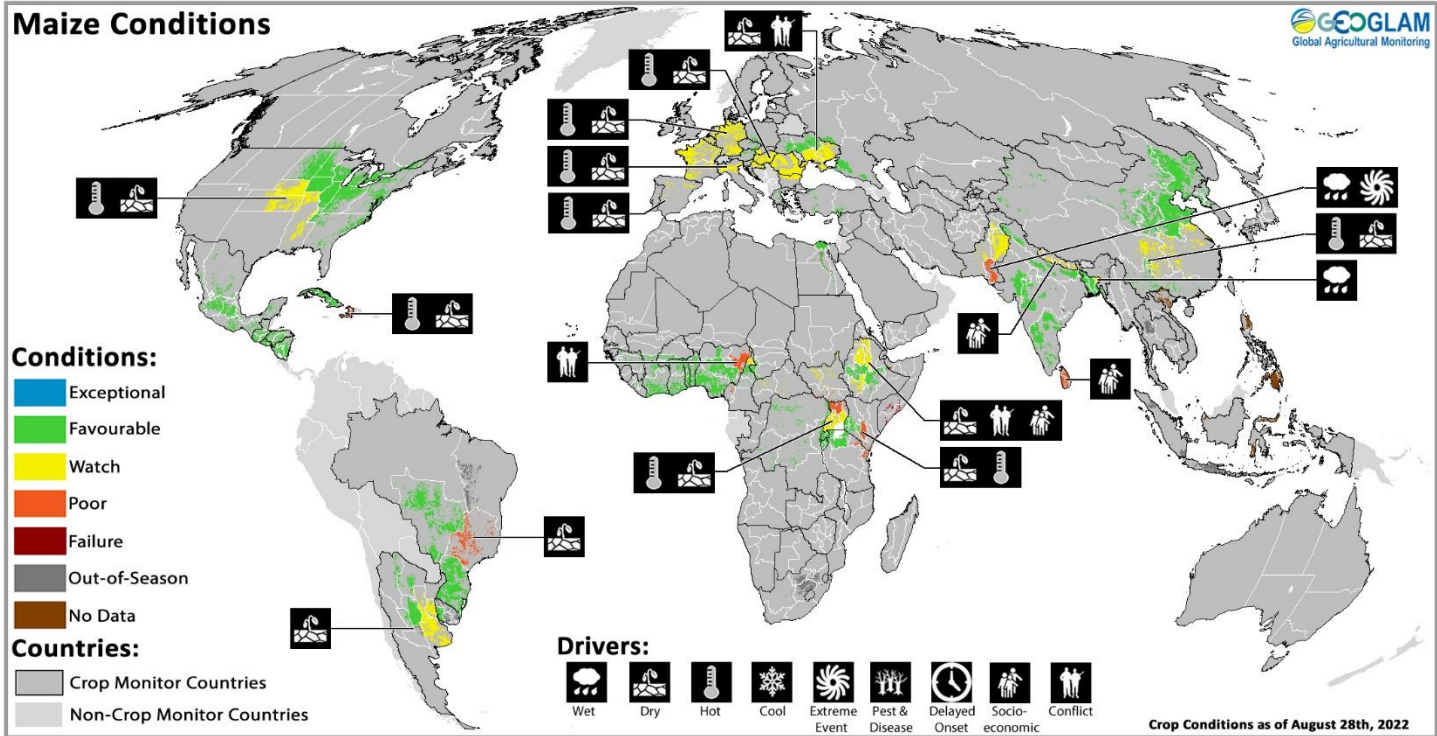 Maize Conditions
GEOGLAM
Global Agricultural Monitoring
Conditions:
Exceptional
Favourable
Watch
Poor
Failure
Out-of-Season
No Data
Countries:
Crop Monitor Countries
Non-Crop Monitor Countries
Drivers:
Wet
Dry
Hot
Cool
Extreme
Event
Pest &
Disease
Delayed
Onset
Socio-
economic
Conflict
Crop Conditions as of August 28th, 2022